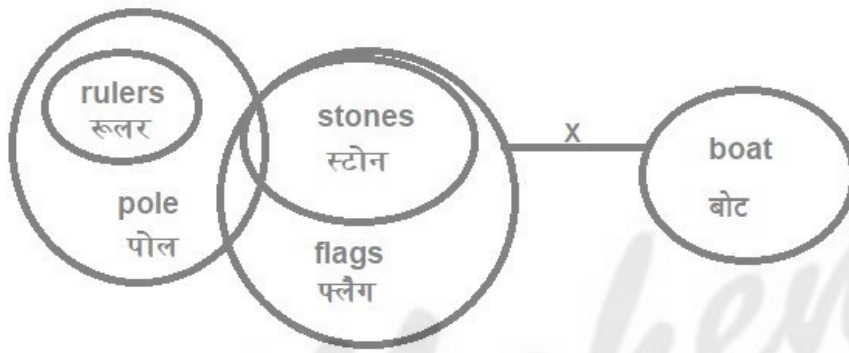 rulers
रूलर
pole
पोल
stones
स्टोन
flags
फ्लैग
X
boat
बोट